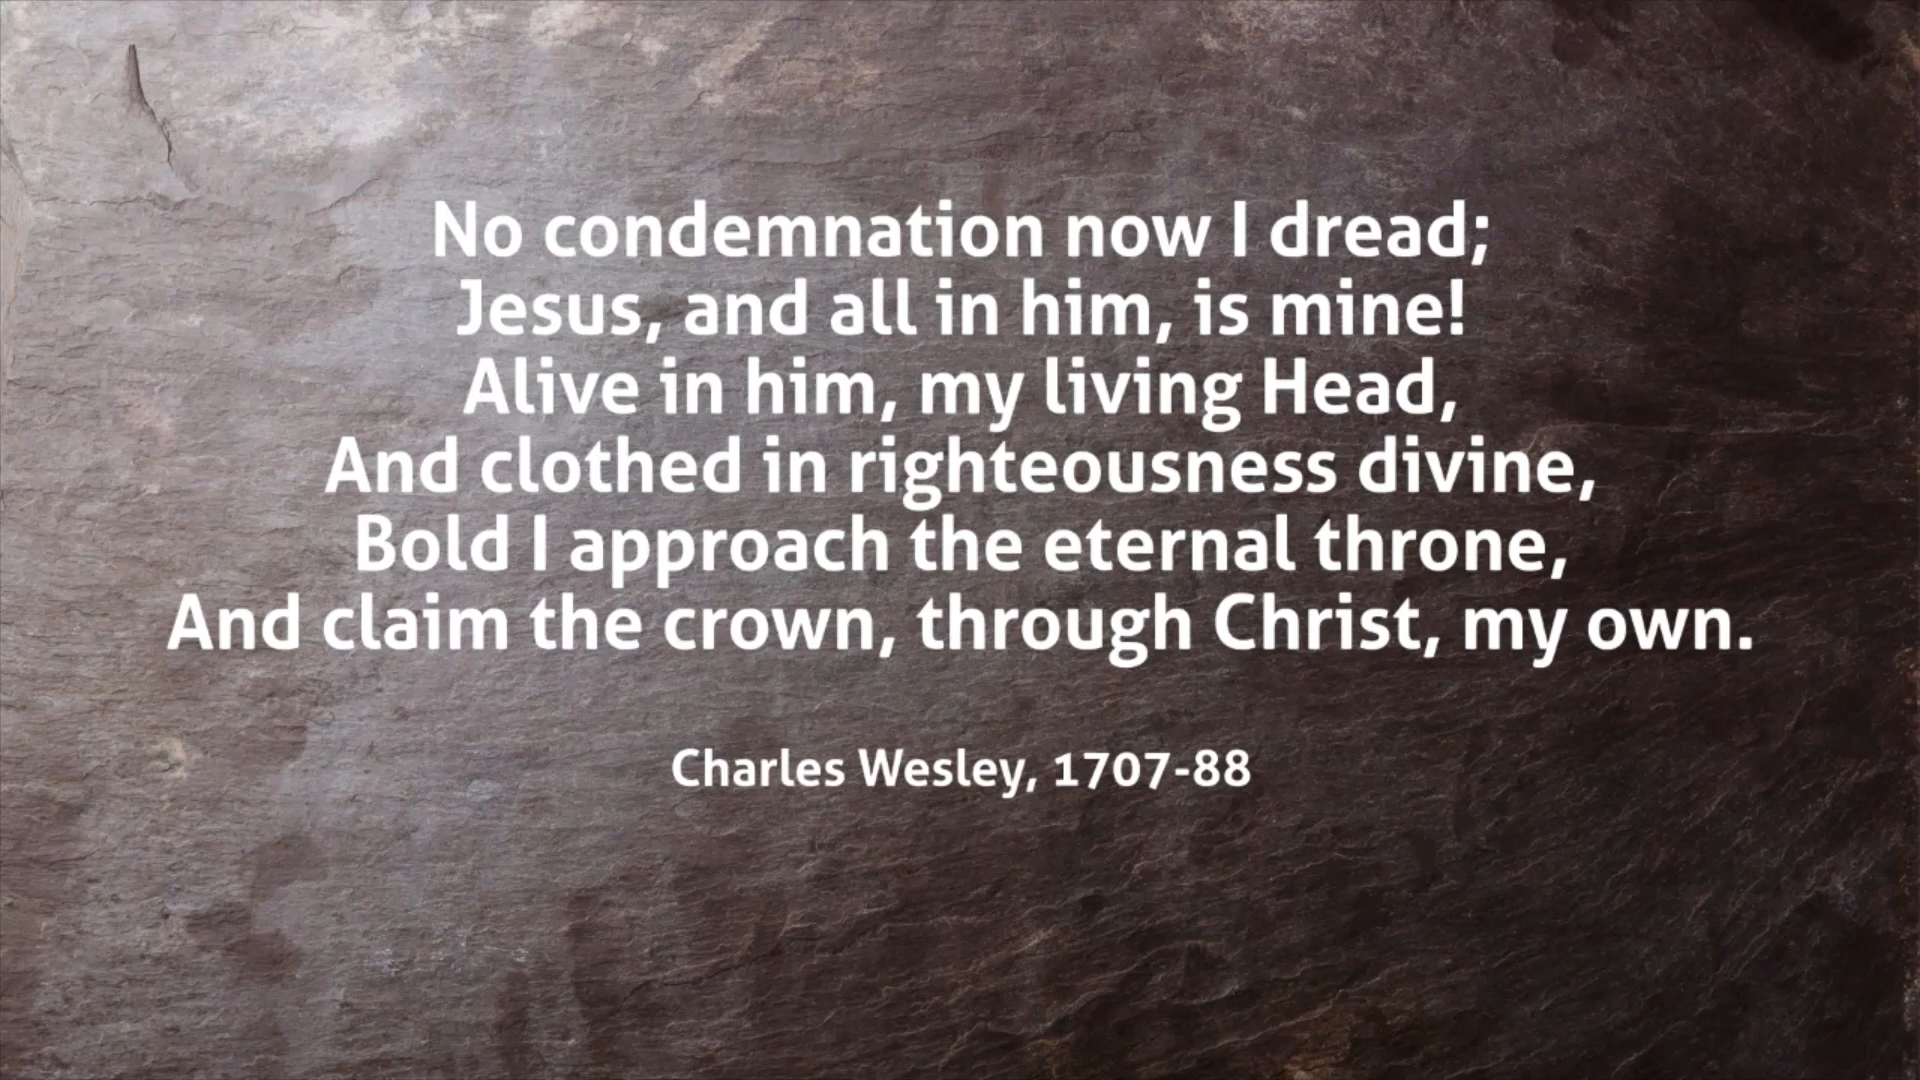 No condemnation now I dread;
Jesus, and all in him, is mine!
Alive in him, my living Head,
And clothed in righteousness divine,
Bold I approach the eternal throne,
And claim the crown, through Christ, my own.
Charles Wesley, 1707-88